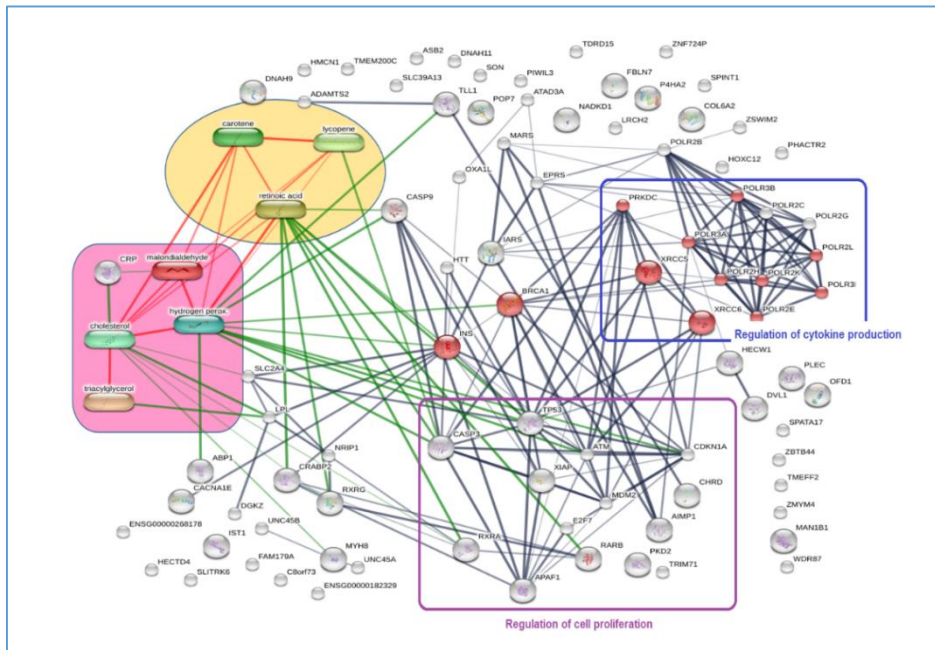 TDRD15
ZNF724P
ASB2
DNAH11
HMCN1
TMEM200C
SON
DNAH9
SLC39A13
PIWIL3
FBLN7
P4HA2
SPINT1
ADAMTS2
TLL1
POP7
ATAD3A
NADKD1
COL6A2
LRCH2
ZSWIM2
carotene
lycopene
MARS
POLR2B
PHACTR2
HOXC12
OXA1L
EPRS
retinoic acid
CASP9
PRKDC
POLR3B
POLR2C
POLR2G
CRP
malondialdehyde
IARS
POLR3A
POLR2L
HTT
XRCC5
BRCA1
POLR2H
POLR2K
POLR3I
cholesterol
hydrogen perox.
INS
XRCC6
POLR2E
Regulation of cytokine production
HECW1
SLC2A4
PLEC
triacylglycerol
DVL1
OFD1
LPL
TP53
SPATA17
CASP3
ATM
CDKN1A
NRIP1
ZBTB44
ABP1
CRABP2
XIAP
CACNA1E
RXRG
CHRD
TMEFF2
MDM2
DGKZ
ZMYM4
ENSG00000268178
UNC45B
E2F7
AIMP1
MAN1B1
IST1
MYH8
RXRA
RARB
PKD2
HECTD4
FAM179A
UNC45A
TRIM71
WDR87
SLITRK6
C8orf73
APAF1
ENSG00000182329
Regulation of cell proliferation